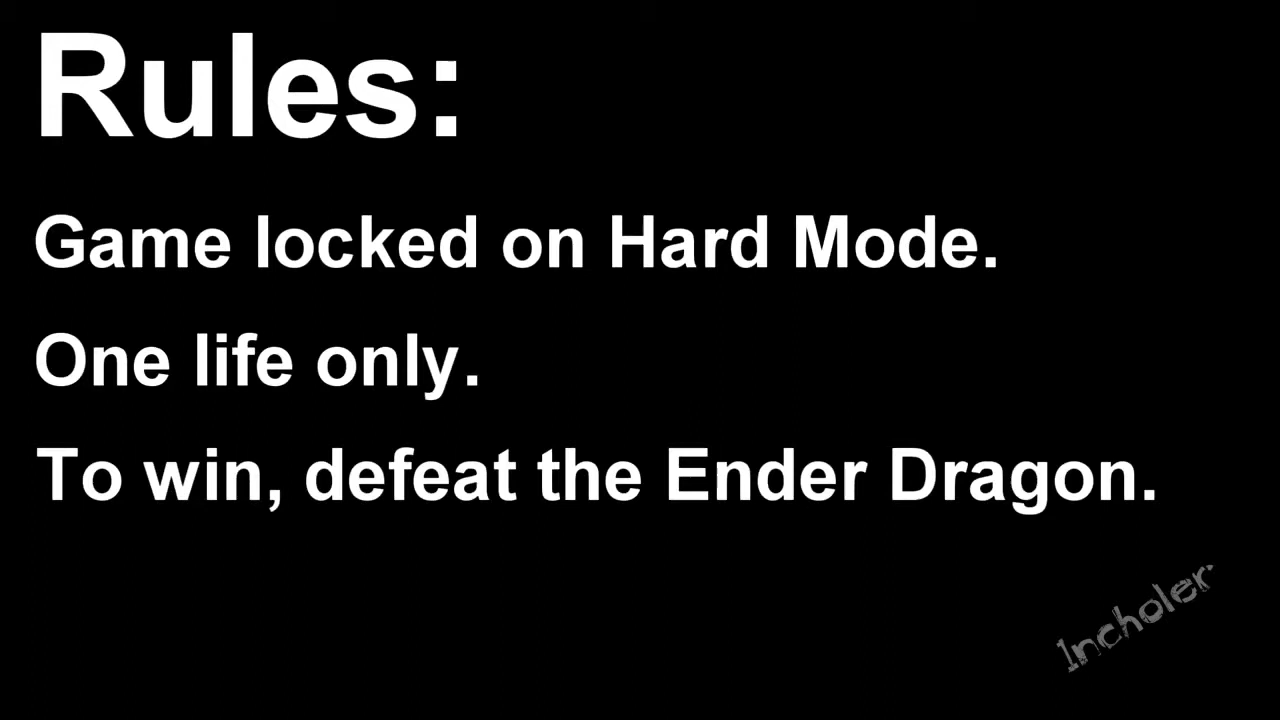 Rules:
Game locked on Hard Mode.
One life only.
To win, defeat the Ender Dragon.
Incholer